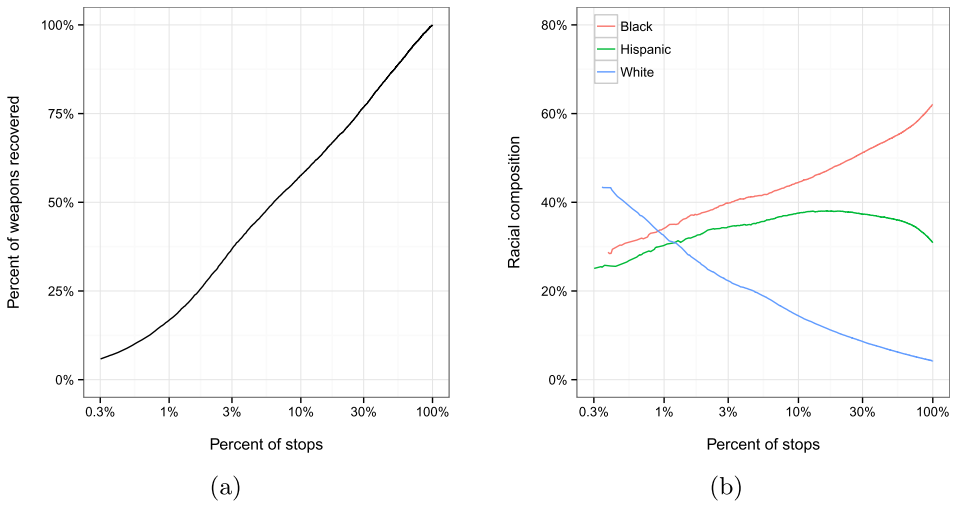 100%
75%
50%
25%
0%
Percent of weapons recovered
0.3% 1% 3% 10% 30% 100%
Percent of stops
(a)
80%
60%
40%
20%
0%
Racial composition
Black
Hispanic
White
0.3% 1% 3% 10% 30% 100%
Percent of stops
(b)